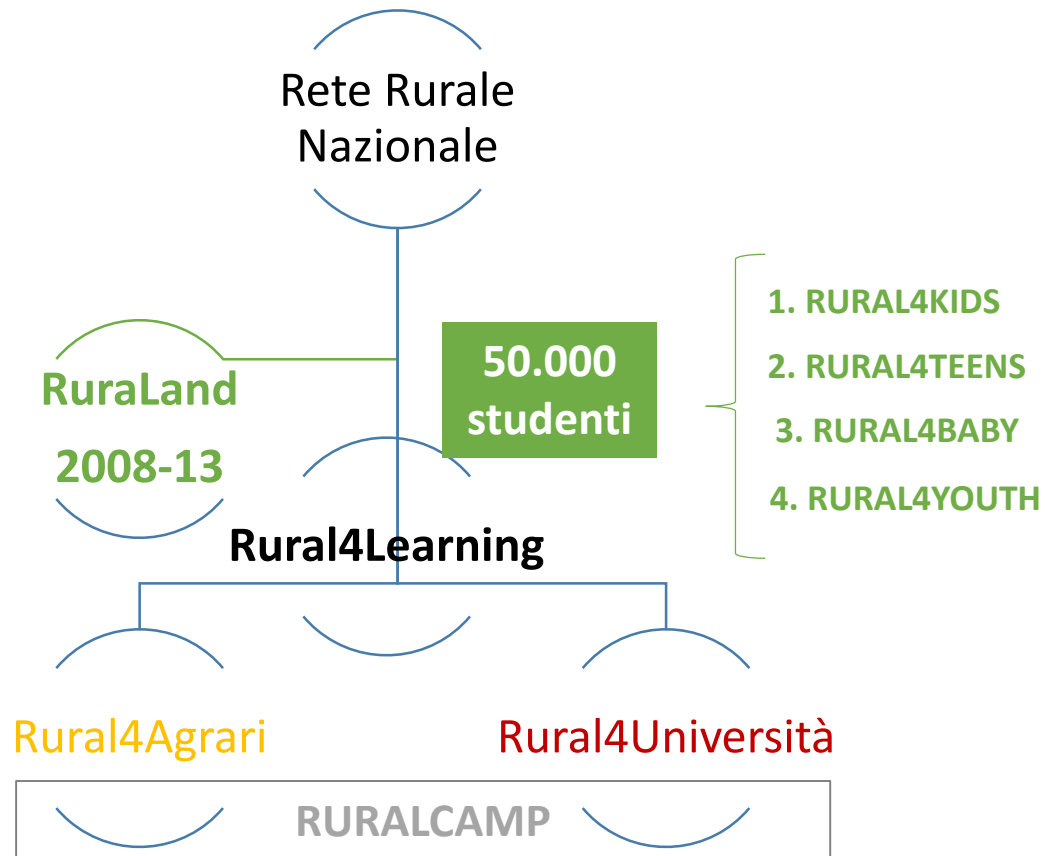 Rete Rurale
Nazionale
RuraLand
2008-13
50.000
studenti
1. RURAL4KIDS
2. RURAL4TEENS
3. RURAL4BABY
4. RURAL4YOUTH
Rural4Learning
Rural4Agrari
Rural4Università
RURALCAMP